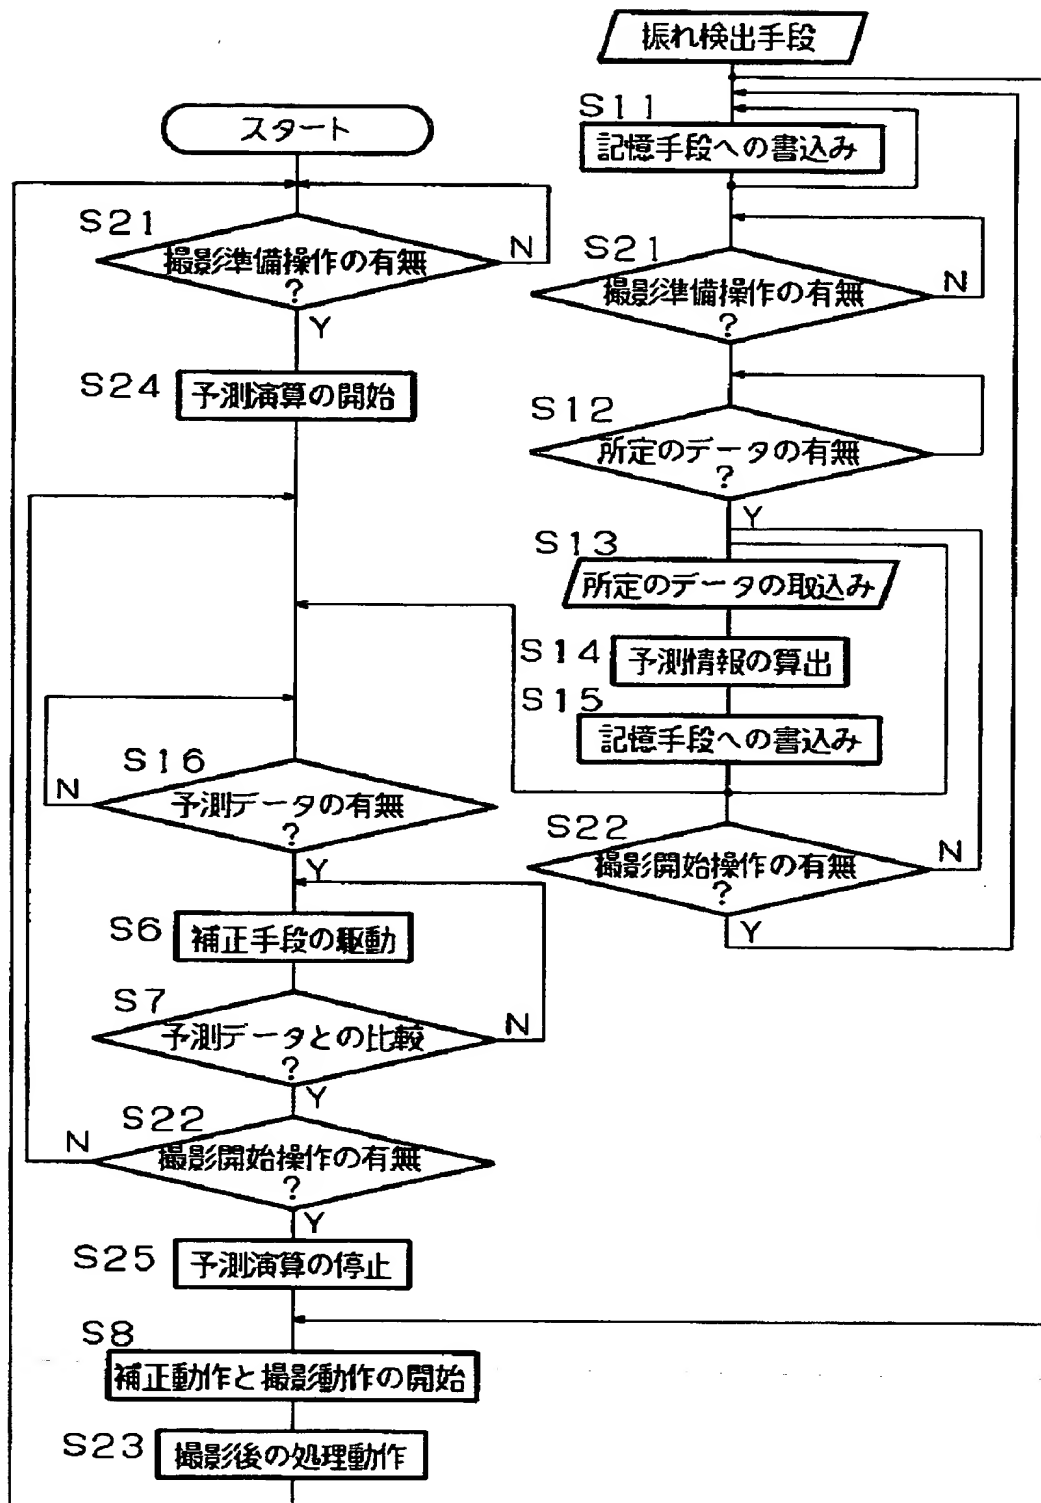 振れ検出手段
S11
記憶手段への書込み
S21
撮影準備操作の有無
?
N
Y
S12
所定のデータの有無
?
Y
S13
所定のデータの取込み
S14
予測情報の算出
S15
記憶手段への書込み
S22
撮影開始操作の有無
?
N
Y
スタート
S21
撮影準備操作の有無
?
N
Y
S24
予測演算の開始
S16
予測データの有無
?
N
Y
S6
補正手段の駆動
S7
予測データとの比較
?
N
Y
S22
撮影開始操作の有無
?
N
Y
S25
予測演算の停止
S8
補正動作と撮影動作の開始
S23
撮影後の処理動作